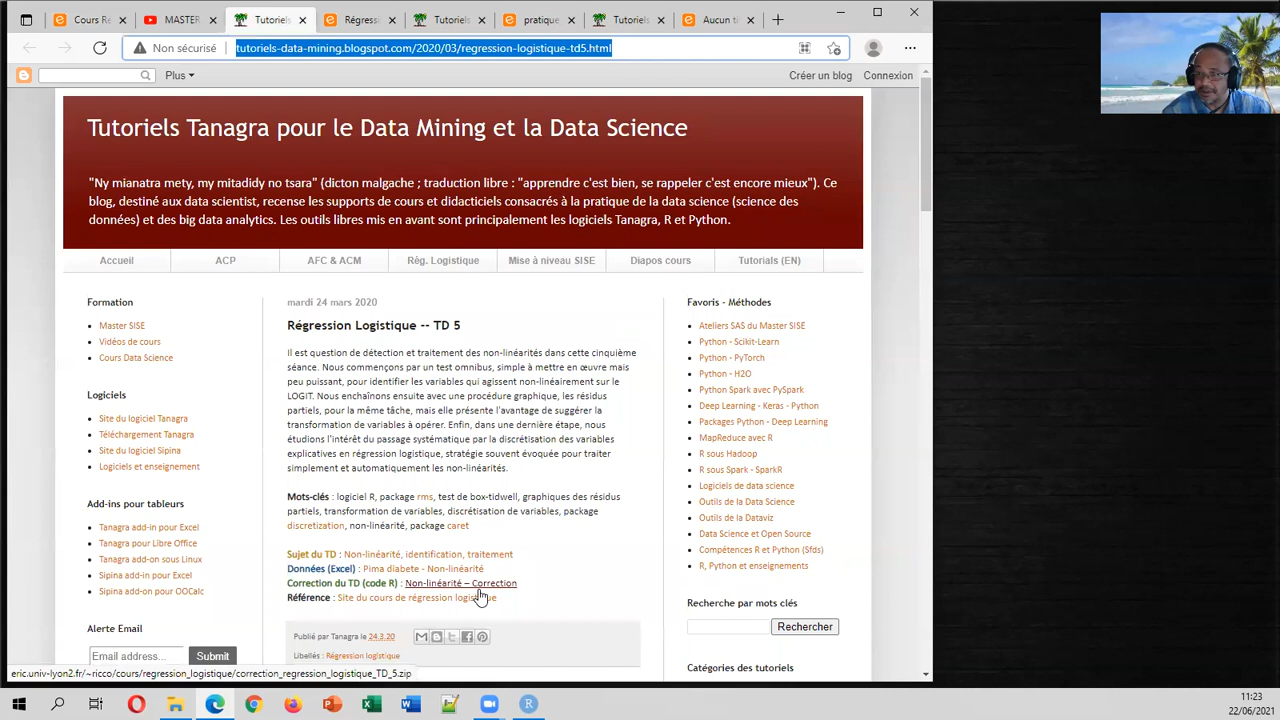 Cours Re
MASTER
Tutoriels
Régressi
Tutoriels
pratique
Tutoriels
Aucun ti
Non sécurisé
tutoriels-data-mining.blogspot.com/2020/03/regression-logistique-td5.html
Plus
Créer un blog
Connexion
Tutoriels Tanagra pour le Data Mining et la Data Science
"Ny mianatra mety, my mitadidy no tsara" (dicton malgache ; traduction libre : "apprendre c'est bien, se rappeler c'est encore mieux"). Ce
blog, destiné aux data scientist, recense les supports de cours et didacticiels consacrés à la pratique de la data science (science des
données) et des big data analytics. Les outils libres mis en avant sont principalement les logiciels Tanagra, R et Python.
Accueil
ACP
AFC & ACM
Rég. Logistique
Mise à niveau SISE
Diapos cours
Tutorials (EN)
Formation
Master SISE
Vidéos de cours
Cours Data Science
Logiciels
Site du logiciel Tanagra
Téléchargement Tanagra
Site du logiciel Sipina
Logiciels et enseignement
Add-ins pour tableurs
Tanagra add-in pour Excel
Tanagra pour Libre Office
Tanagra add-on sous Linux
Sipina add-in pour Excel
Sipina add-on pour OOCalc
Alerte Email
Email address...
Submit
mardi 24 mars 2020
Régression Logistique -- TD 5
Il est question de détection et traitement des non-linéarités dans cette cinquième
séance. Nous commençons par un test omnibus, simple à mettre en œuvre mais
peu puissant, pour identifier les variables qui agissent non-linéairement sur le
LOGIT. Nous enchaînons ensuite avec une procédure graphique, les résidus
partiels, pour la même tâche, mais elle présente l'avantage de suggérer la
transformation de variables à opérer. Enfin, dans une dernière étape, nous
étudions l'intérêt du passage systématique par la discrétisation des variables
explicatives en régression logistique, stratégie souvent évoquée pour traiter
simplement et automatiquement les non-linéarités.
Mots-clés : logiciel R, package rms, test de box-tidwell, graphiques des résidus
partiels, transformation de variables, discrétisation de variables, package
discretization, non-linéarité, package caret
Sujet du TD : Non-linéarité, identification, traitement
Données (Excel) : Pima diabete - Non-linéarité
Correction du TD (code R) : Non-linéarité – Correction
Référence : Site du cours de régression logistique
Publié par Tanagra le 24.3.20
Libellés : Régression logistique
Favoris - Méthodes
Ateliers SAS du Master SISE
Python - Scikit-Learn
Python - PyTorch
Python - H2O
Python Spark avec PySpark
Deep Learning - Keras - Python
Packages Python - Deep Learning
MapReduce avec R
R sous Hadoop
R sous Spark - SparkR
Logiciels de data science
Outils de la Data Science
Outils de la Dataviz
Data Science et Open Source
Compétences R et Python (Sfds)
R, Python et enseignements
Recherche par mots clés
Rechercher
Catégories des tutoriels
eric.univ-lyon2.fr/~ricco/cours/regression_logistique/correction_regression_logistique_TD_5.zip
11:23
22/06/2021